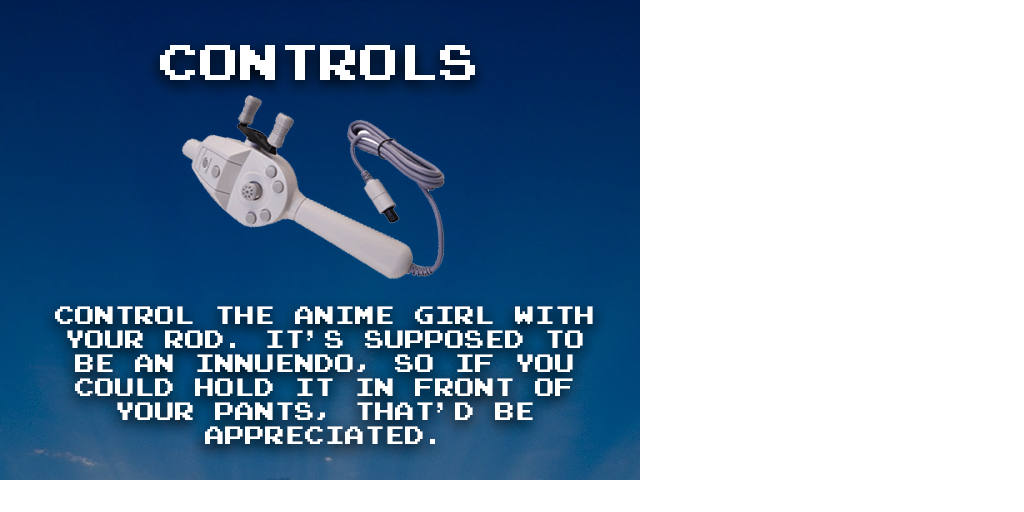 CONTROLS
CONTROL THE ANIME GIRL WITH
YOUR ROD. IT'S SUPPOSED TO
BE AN INNUENDO, SO IF YOU
COULD HOLD IT IN FRONT OF
YOUR PANTS, THAT'D BE
APPRECIATED.